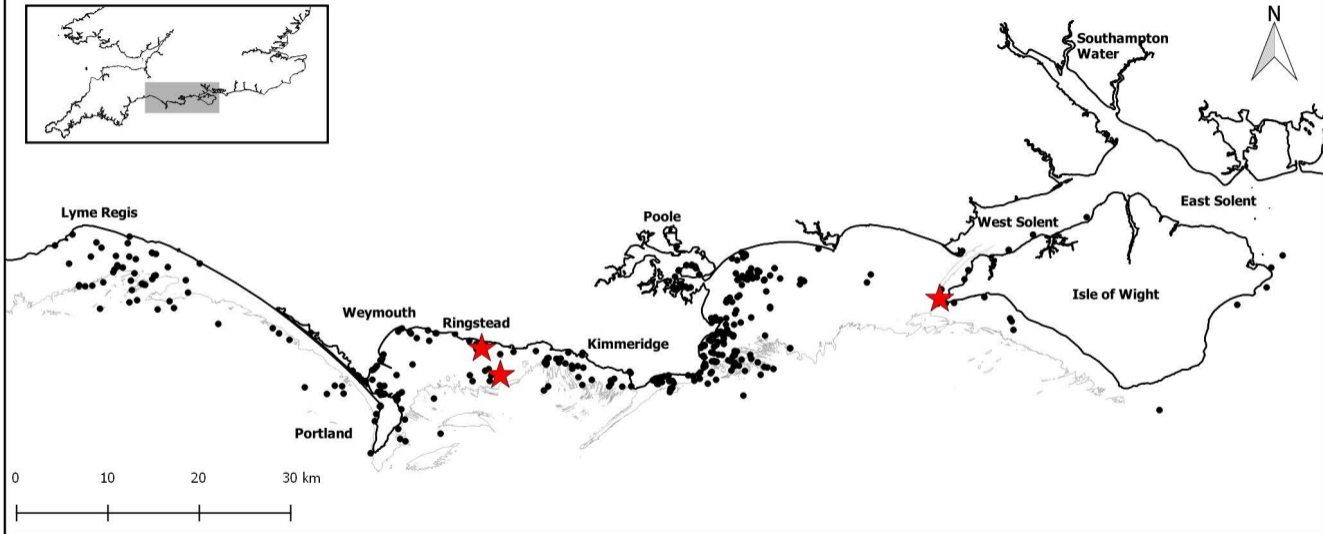 N
Southampton
Water
East Solent
West Solent
Lyme Regis
Poole
Isle of Wight
Weymouth
Ringstead
Kimmeridge
Portland
0 10 20 30 km